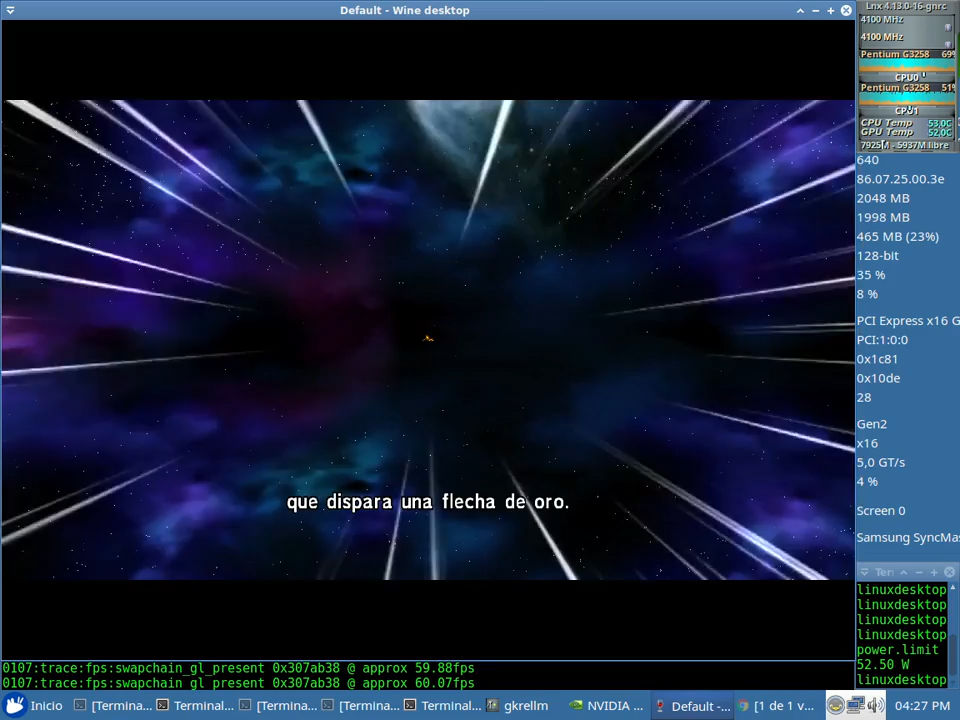 Default - Wine desktop
Lnx 4.13.0-16-gnrc
4100 MHz
4100 MHz
Pentium G3258 69%
CPU0
Pentium G3258 51%
CPU1
CPU Temp 53,0C
GPU Temp 52,0C
7925M - 5937M libre
640
86.07.25.00.3e
2048 MB
1998 MB
465 MB (23%)
128-bit
35 %
8 %
PCI Express x16 G
PCI:1:0:0
0x1c81
0x10de
28
Gen2
x16
5,0 GT/s
4 %
Screen 0
Samsung SyncMas
que dispara una flecha de oro.
Ter
linuxdesktop
linuxdesktop
linuxdesktop
linuxdesktop
power.limit
52.50 W
linuxdesktop
0107:trace:fps:swapchain_gl_present 0x307ab38 @ approx 59.88fps
0107:trace:fps:swapchain_gl_present 0x307ab38 @ approx 60.07fps
Inicio [Termina... Terminal... [Termina... [Termina... Terminal... gkrellm NVIDIA ... Default -... [1 de 1 v... 04:27 PM